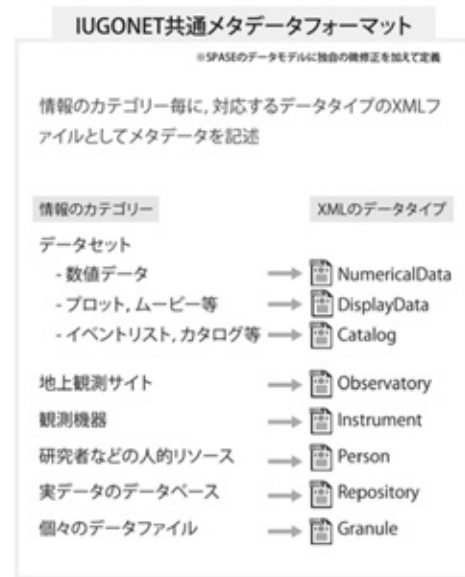 IUGONET共通メタデータフォーマット
※SPASEのデータモデルに独自の微修正を加えて定義
情報のカテゴリー毎に, 対応するデータタイプのXMLフ
ァイルとしてメタデータを記述
情報のカテゴリー XMLのデータタイプ
データセット
- 数値データ NumericalData
- プロット, ムービー等 DisplayData
- イベントリスト, カタログ等 Catalog
地上観測サイト Observatory
観測機器 Instrument
研究者などの人的リソース Person
実データのデータベース Repository
個々のデータファイル Granule